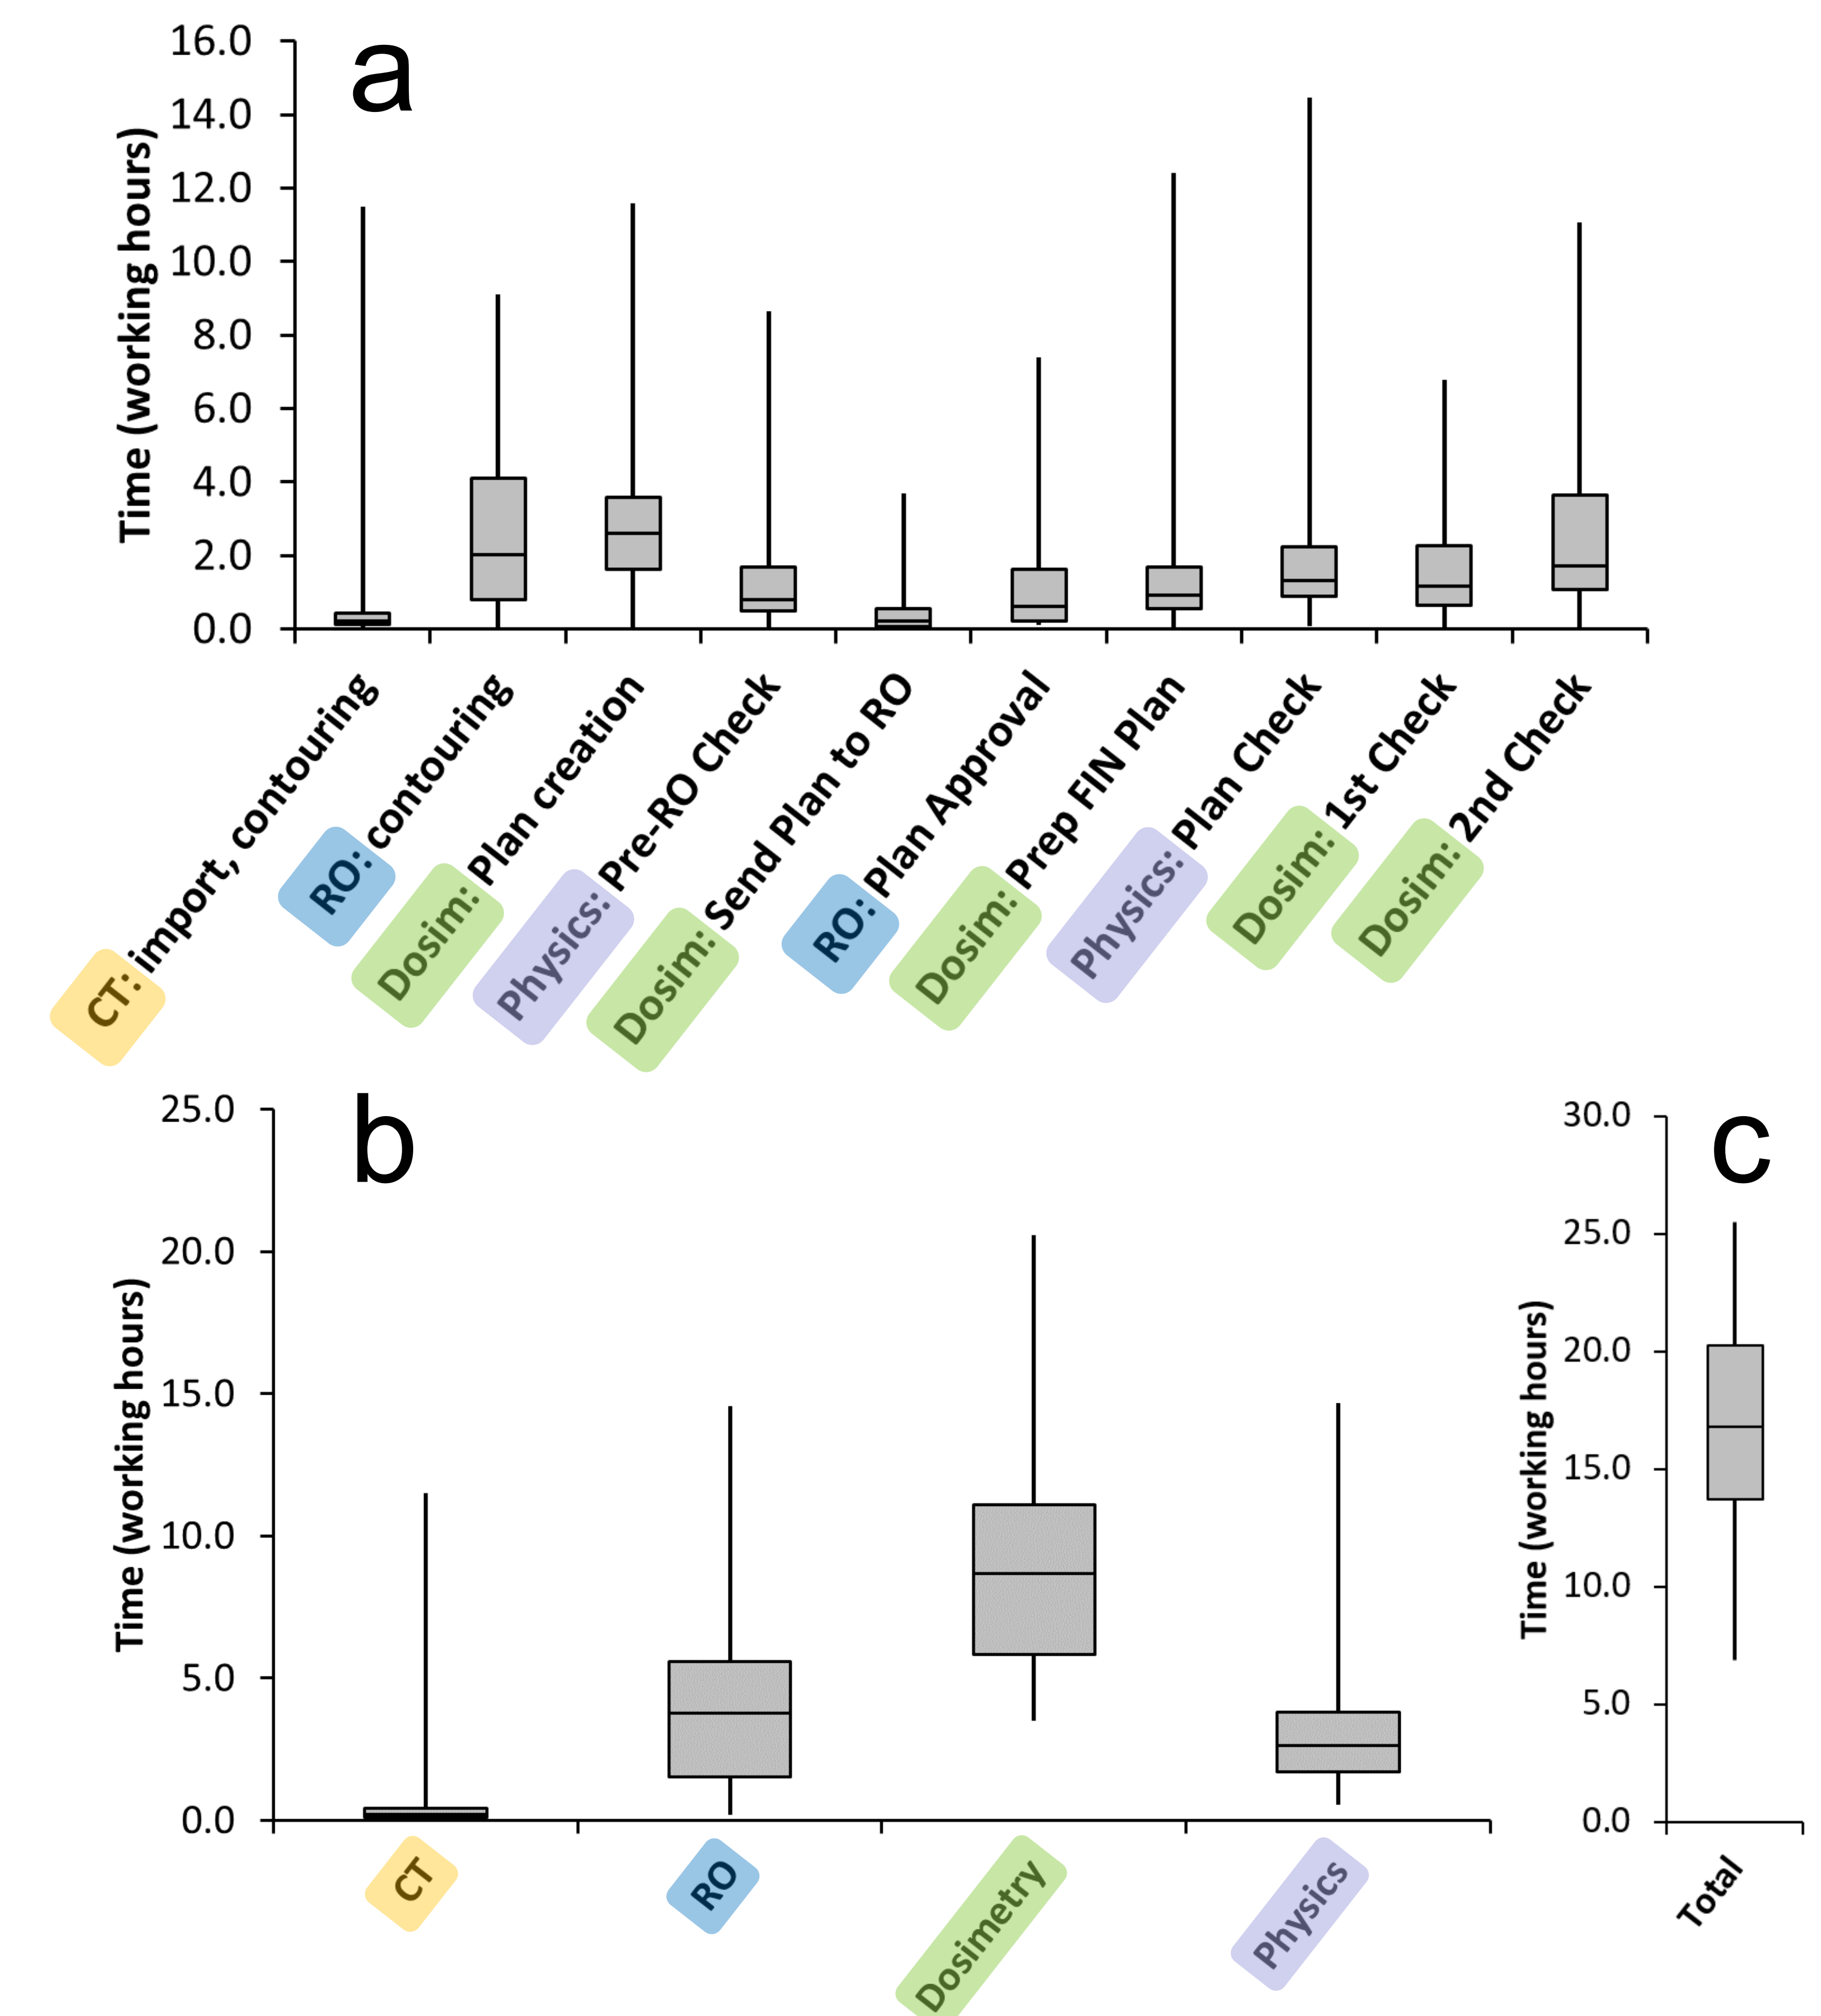 a
Time (working hours)
16.0
14.0
12.0
10.0
8.0
6.0
4.0
2.0
0.0
CT: import, contouring
RO: contouring
Dosim: Plan creation
Physics: Pre-RO Check
Dosim: Send Plan to RO
RO: Plan Approval
Dosim: Prep FIN Plan
Physics: Plan Check
Dosim: 1st Check
Dosim: 2nd Check
b
Time (working hours)
25.0
20.0
15.0
10.0
5.0
0.0
CT
RO
Dosimetry
Physics
c
Time (working hours)
30.0
25.0
20.0
15.0
10.0
5.0
0.0
Total